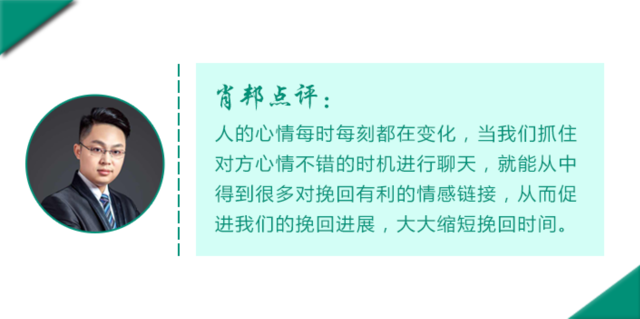 肖邦点评：
人的心情每时每刻都在变化，当我们抓住
对方心情不错的时机进行聊天，就能从中
得到很多对挽回有利的情感链接，从而促
进我们的挽回进展，大大缩短挽回时间。